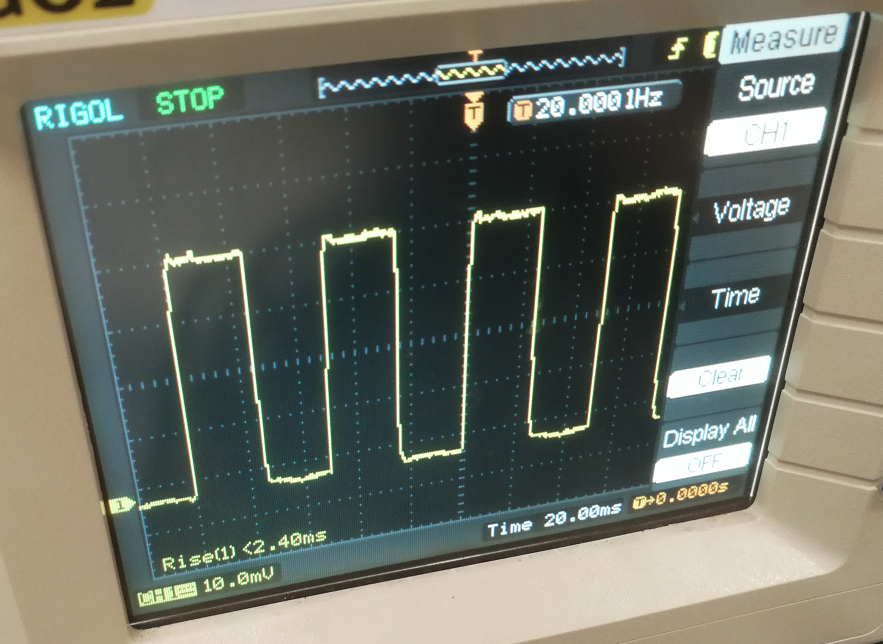 RIGOL STOP
T
T
T 20.0001Hz
Measure
Source
CH1
Voltage
Time
Clear
Display All
OFF
1
Rise(1) <2.40ms
Time 20.00ms T→0.0000s
10.0mV